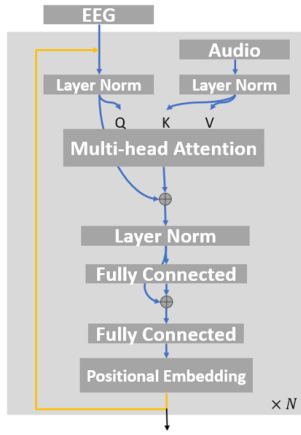 EEG
Audio
Layer Norm
Layer Norm
Q
K
V
Multi-head Attention
Layer Norm
Fully Connected
Fully Connected
Positional Embedding
× N